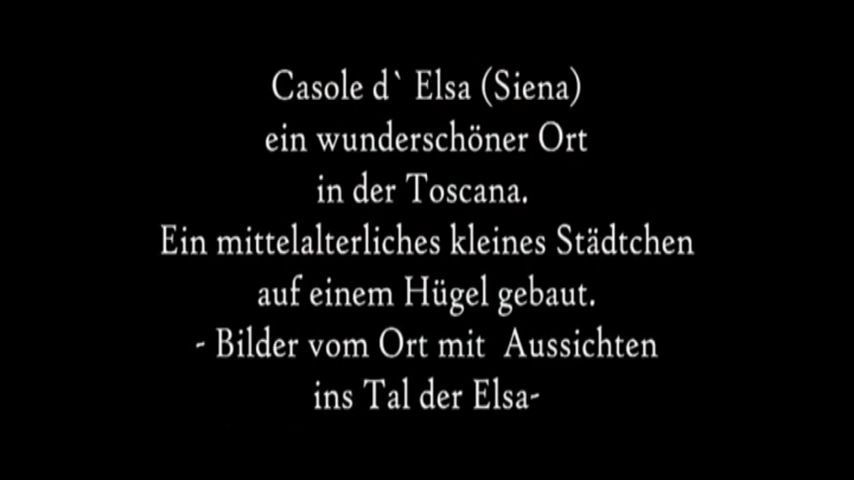 Casole d` Elsa (Siena)
ein wunderschöner Ort
in der Toscana.
Ein mittelalterliches kleines Städtchen
auf einem Hügel gebaut.
- Bilder vom Ort mit  Aussichten
ins Tal der Elsa-